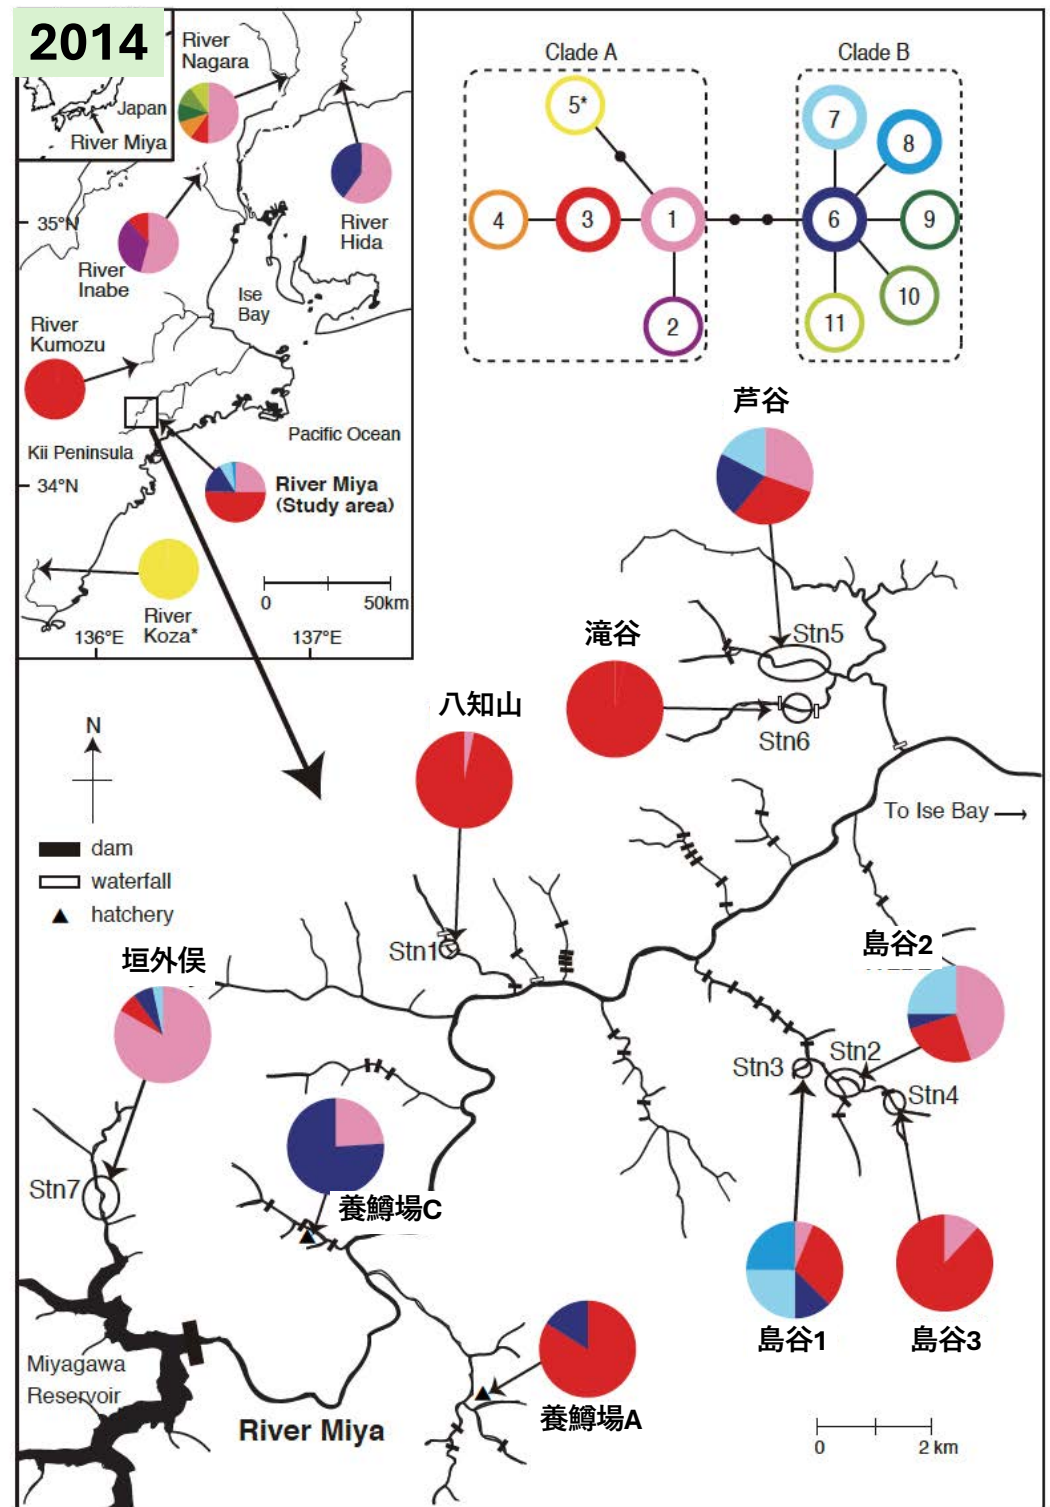 2014
River
Nagara
Japan
River Miya
35°N
River
Hida
River
Inabe
Ise
Bay
River
Kumozu
Pacific Ocean
Kii Peninsula
34°N
River Miya
(Study area)
0
50km
River
Koza*
136°E
137°E
Clade A
Clade B
5*
7
8
4
3
1
6
9
10
2
11
芦谷
Stn5
滝谷
Stn6
八知山
N
To Ise Bay
dam
waterfall
hatchery
Stn1
島谷2
垣外俣
Stn3
Stn2
Stn4
Stn7
養鱒場C
島谷1
島谷3
Miyagawa
Reservoir
養鱒場A
River Miya
0
2 km